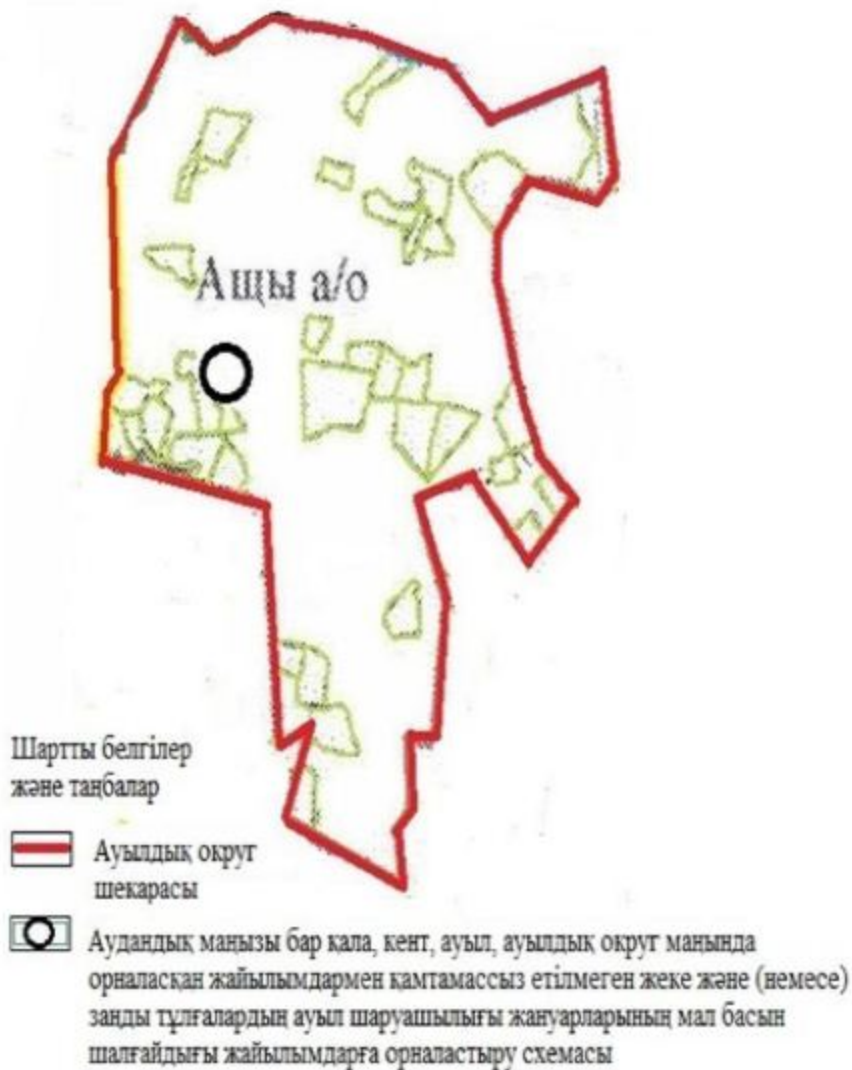 Ащы а/о
Шартты белгілер
және таңбалар
Ауылдық округ
шекарасы
Аудандық маңызы бар қала, кент, ауыл, ауылдық округ маңында
орналасқан жайылымдармен қамтамассыз етілмеген жеке және (немесе)
заңды тұлғалардың ауыл шаруашылығы жануарларының мал басын
шалғайдығы жайылымдарға орналастыру схемасы